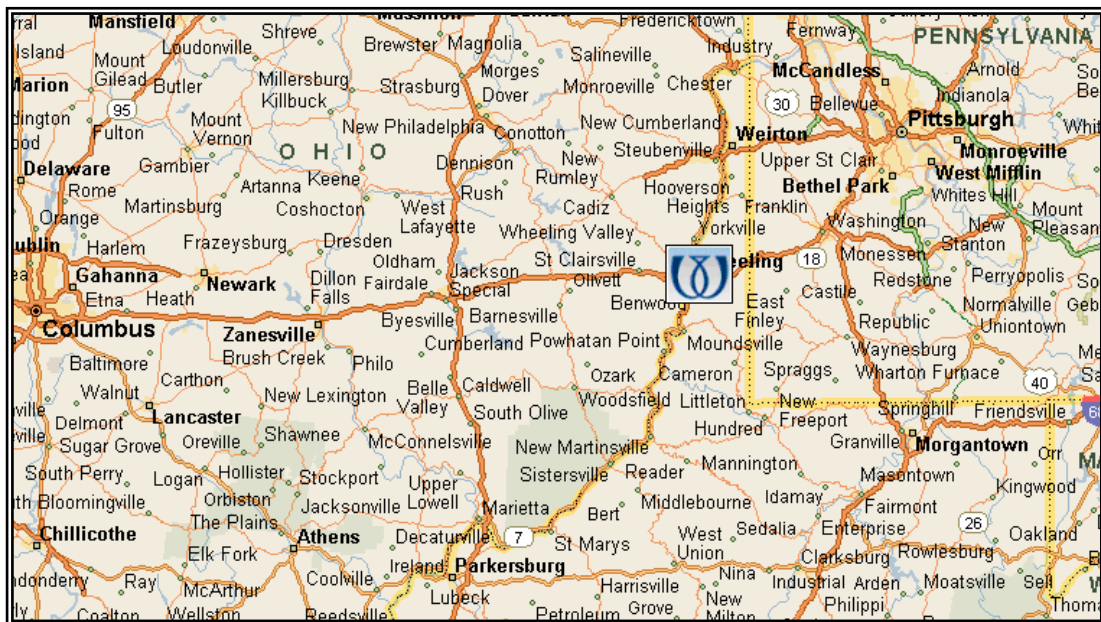 Mansfield
Shreve
Massillon
Fredericktown
Fernway
PENNSYLVANIA
Island
Loudonville
Brewster
Magnolia
Salineville
Industry
McCandless
Arnold
Mount
Gilead
Butler
Millersburg
Strasburg
Morges
Monroeville
Chester
Marion
Killbuck
Dover
30
Bellevue
Indianola
95
Fulton
Mount
Vernon
New Philadelphia
Conotton
New Cumberland
Weirton
Pittsburgh
OHIO
Steubenville
Monroeville
Delaware
Gambier
Keene
Dennison
New
Rumley
Upper St Clair
West Mifflin
Rome
Artanna
Rush
Hooverson
Heights
Bethel Park
Whites Hill
Martinsburg
Coshocton
West
Lafayette
Cadiz
Franklin
Washington
Mount
Pleasan
Orange
Wheeling Valley
Yorkville
New
Stanton
ublin
Harlem
Frazeysburg
Dresden
Oldham
St Clairsville
eeling
18
Monessen
Gahanna
Newark
Dillon
Falls
Fairdale
Jackson
Special
Olivett
Redstone
Perryopolis
Etna
Heath
Benwoo
East
Finley
Castile
Normalville
Columbus
Zanesville
Byesville
Barnesville
Republic
Uniontown
Baltimore
Brush Creek
Philo
Cumberland
Powhatan Point
Moundsville
Waynesburg
Carthon
Ozark
Cameron
Spraggs
Wharton Furnace
40
Walnut
New Lexington
Belle
Valley
Caldwell
Woodsfield
Littleton
New
Freeport
Springhill
Friendsville
68
Lancaster
South Olive
Delmont
Oreville
Shawnee
McConnelsville
New Martinsville
Hundred
Granville
Morgantown
Sugar Grove
Hollister
Sistersville
Reader
Mannington
Orr
South Perry
Logan
Stockport
Upper
Lowell
Masontown
Kingwood
Bloomingville
Orbiston
Jacksonville
Marietta
Middlebourne
Idamay
Fairmont
The Plains
Bert
26
Chillicothe
Athens
Decaturville
7
St Marys
West
Union
Sedalia
Enterprise
Oakland
Elk Fork
Ireland
Clarksburg
Rowlesburg
Ray
McArthur
Coolville
Parkersburg
Harrisville
Nina
Industrial
Arden
Moatsville
Sell
Coalton
Wellston
Reedsville
Lubeck
Petroleum
Grove
New
Milton
Philippi
Thoma